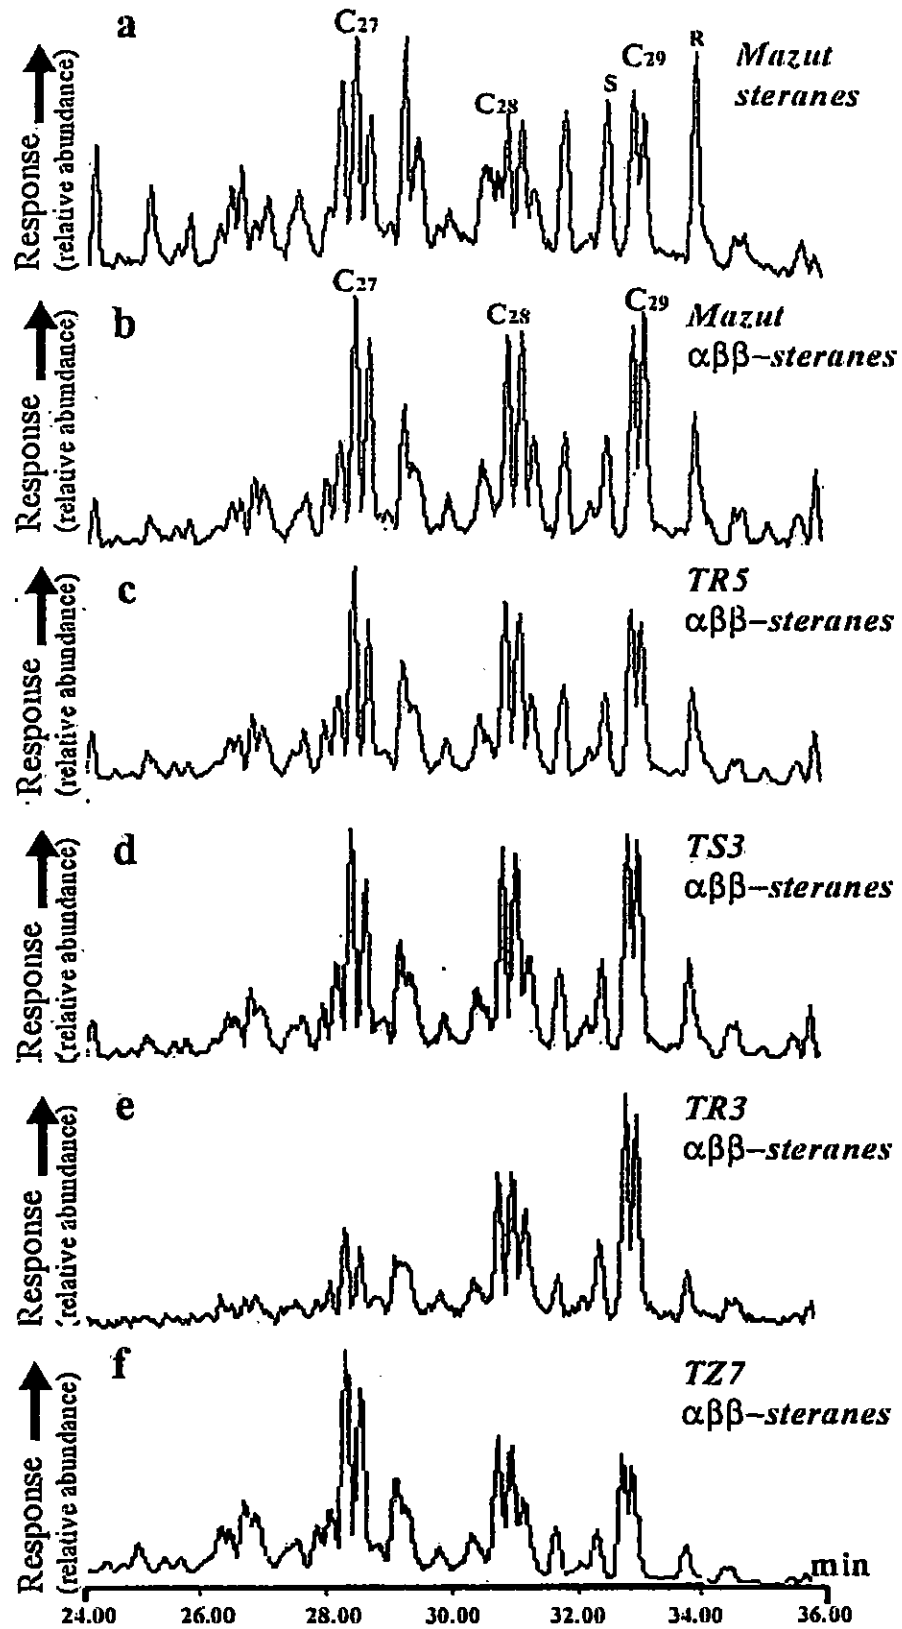 a
C27
C28
S
C29
R
Mazut
steranes
Response
(relative abundance)
b
C27
C28
C29
Mazut
αββ-steranes
Response
(relative abundance)
c
TR5
αββ-steranes
Response
(relative abundance)
d
TS3
αββ-steranes
Response
(relative abundance)
e
TR3
αββ-steranes
Response
(relative abundance)
f
TZ7
αββ-steranes
Response
(relative abundance)
min
24.00 26.00 28.00 30.00 32.00 34.00 36.00